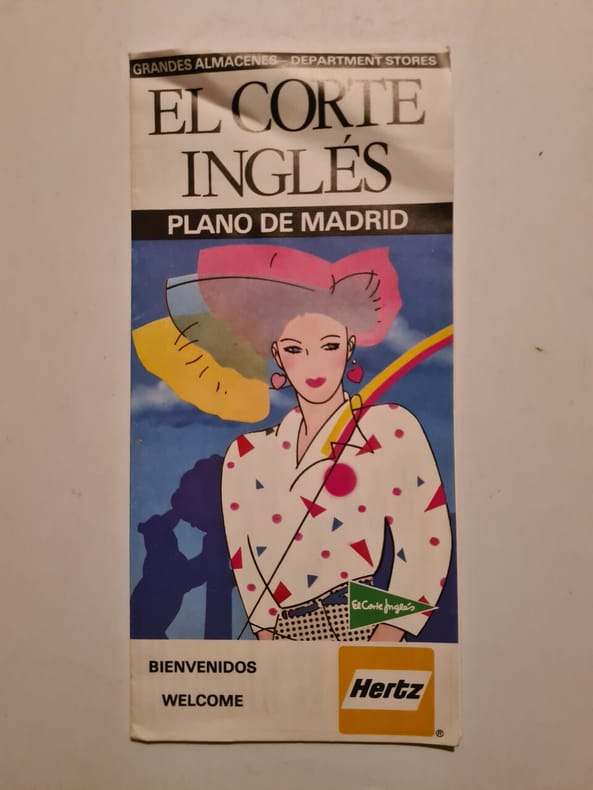 GRANDES ALMACENES - DEPARTMENT STORES
EL CORTE
INGLÉS
PLANO DE MADRID
El Corte Inglés
BIENVENIDOS
WELCOME
Hertz
®